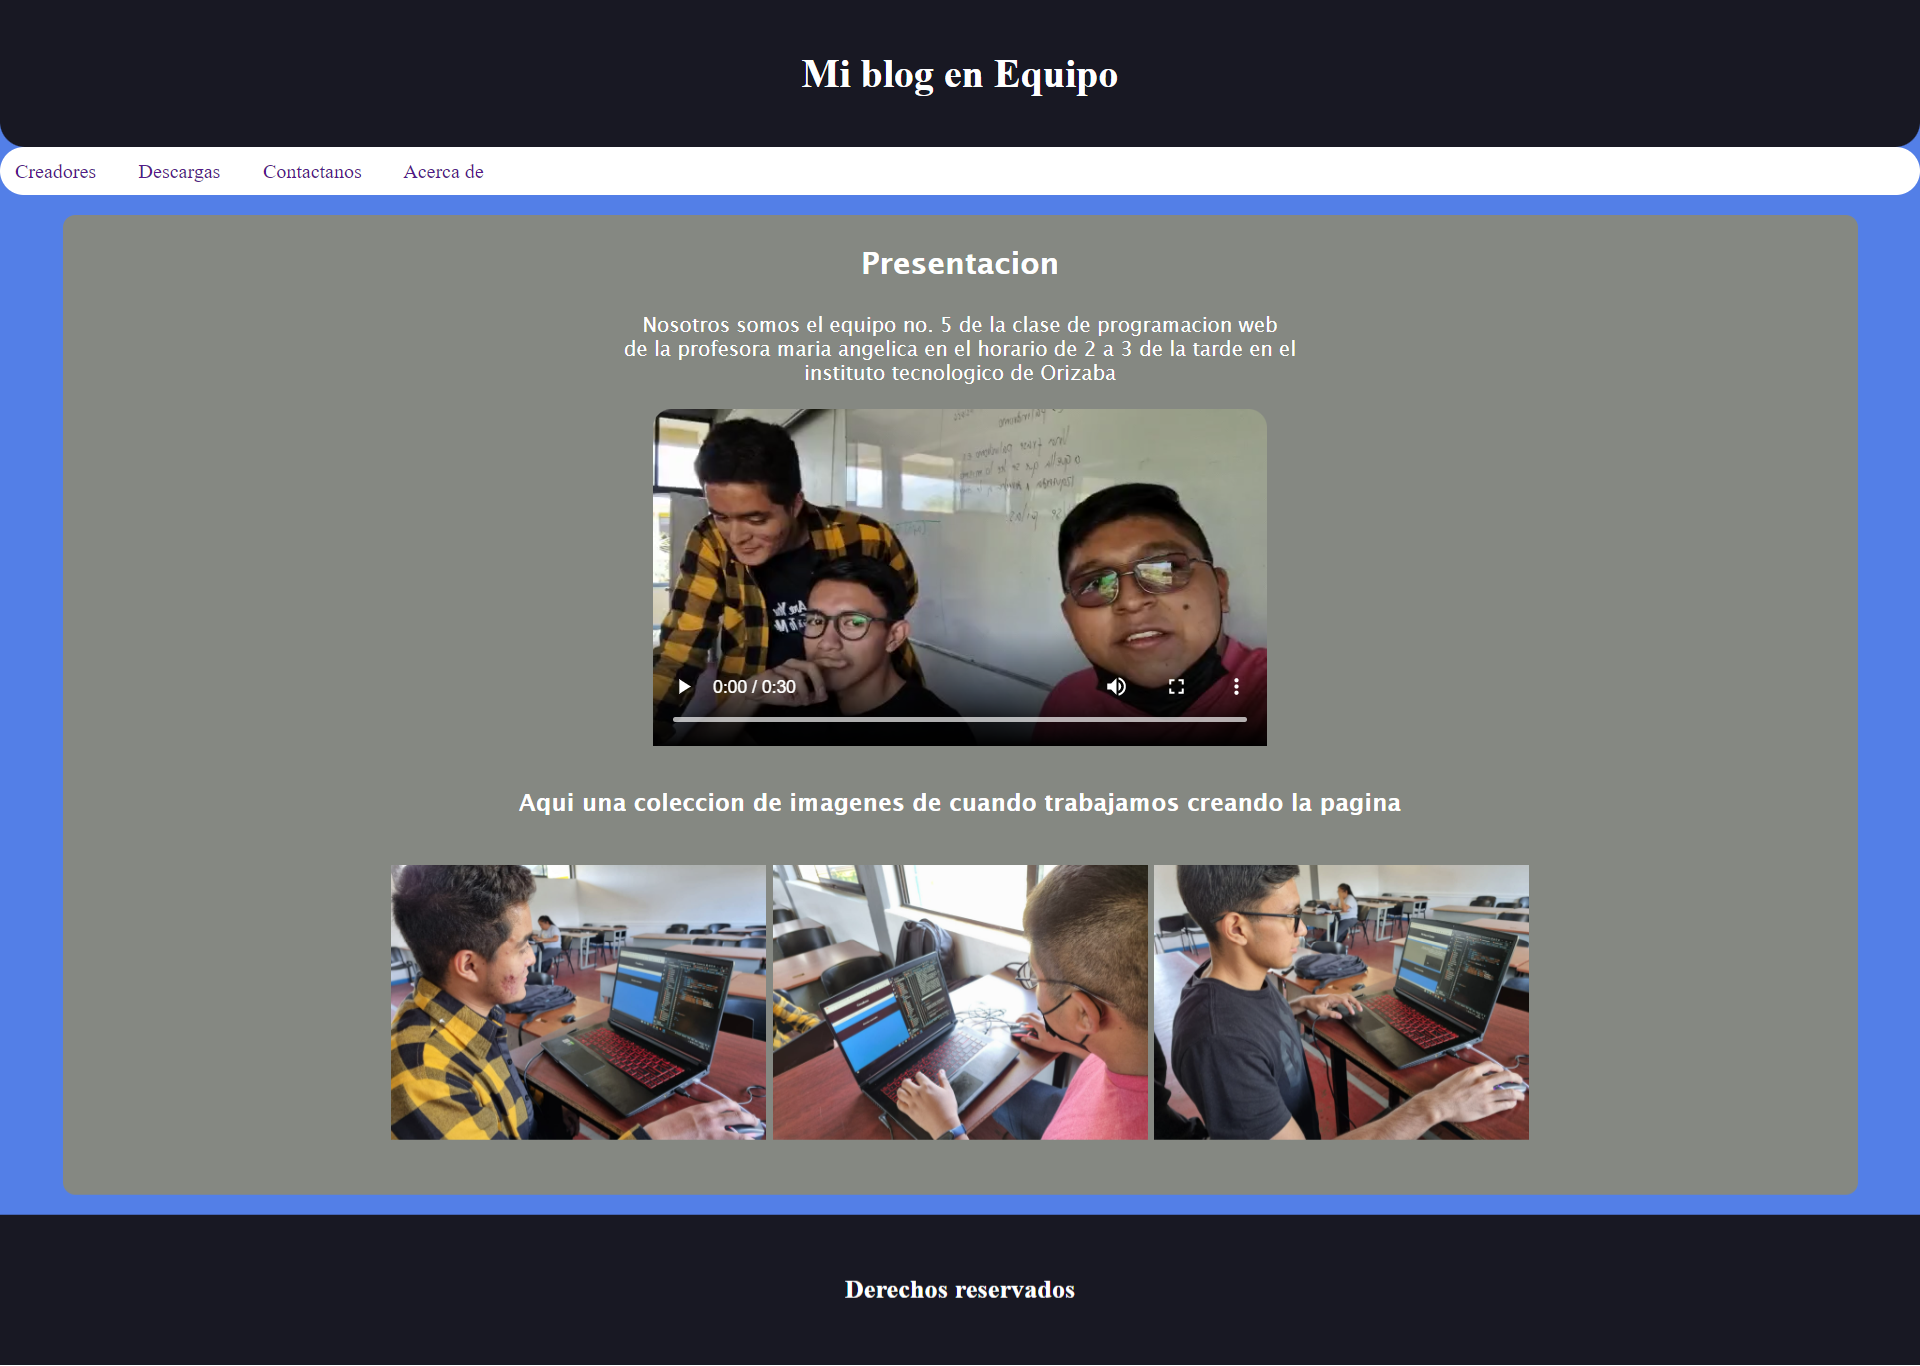 Mi blog en Equipo
Creadores Descargas Contactanos Acerca de
Presentacion
Nosotros somos el equipo no. 5 de la clase de programacion web
de la profesora maria angelica en el horario de 2 a 3 de la tarde en el
instituto tecnologico de Orizaba
0:00 / 0:30
Aqui una coleccion de imagenes de cuando trabajamos creando la pagina
Derechos reservados